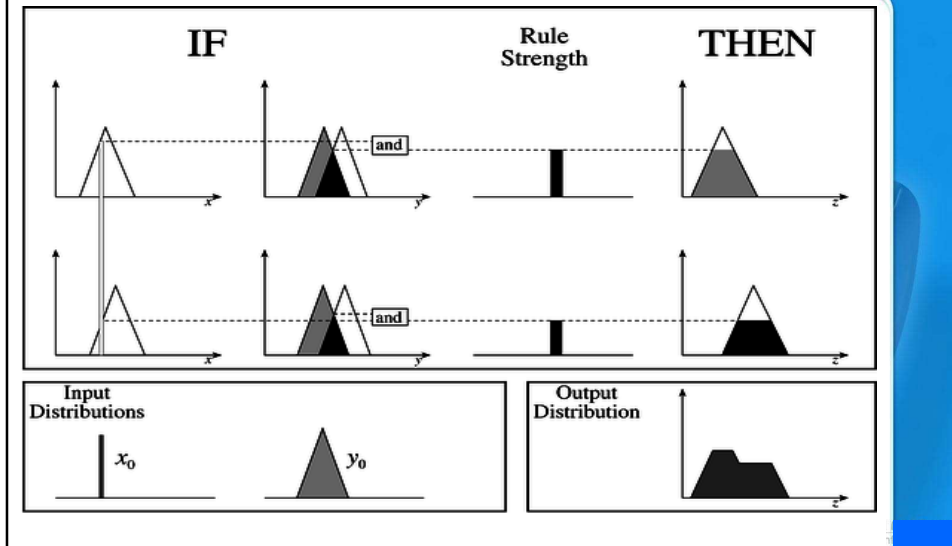 IF
Rule
Strength
THEN
and
x
y
z
and
x
y
z
Input
Distributions
x₀
y₀
Output
Distribution
z